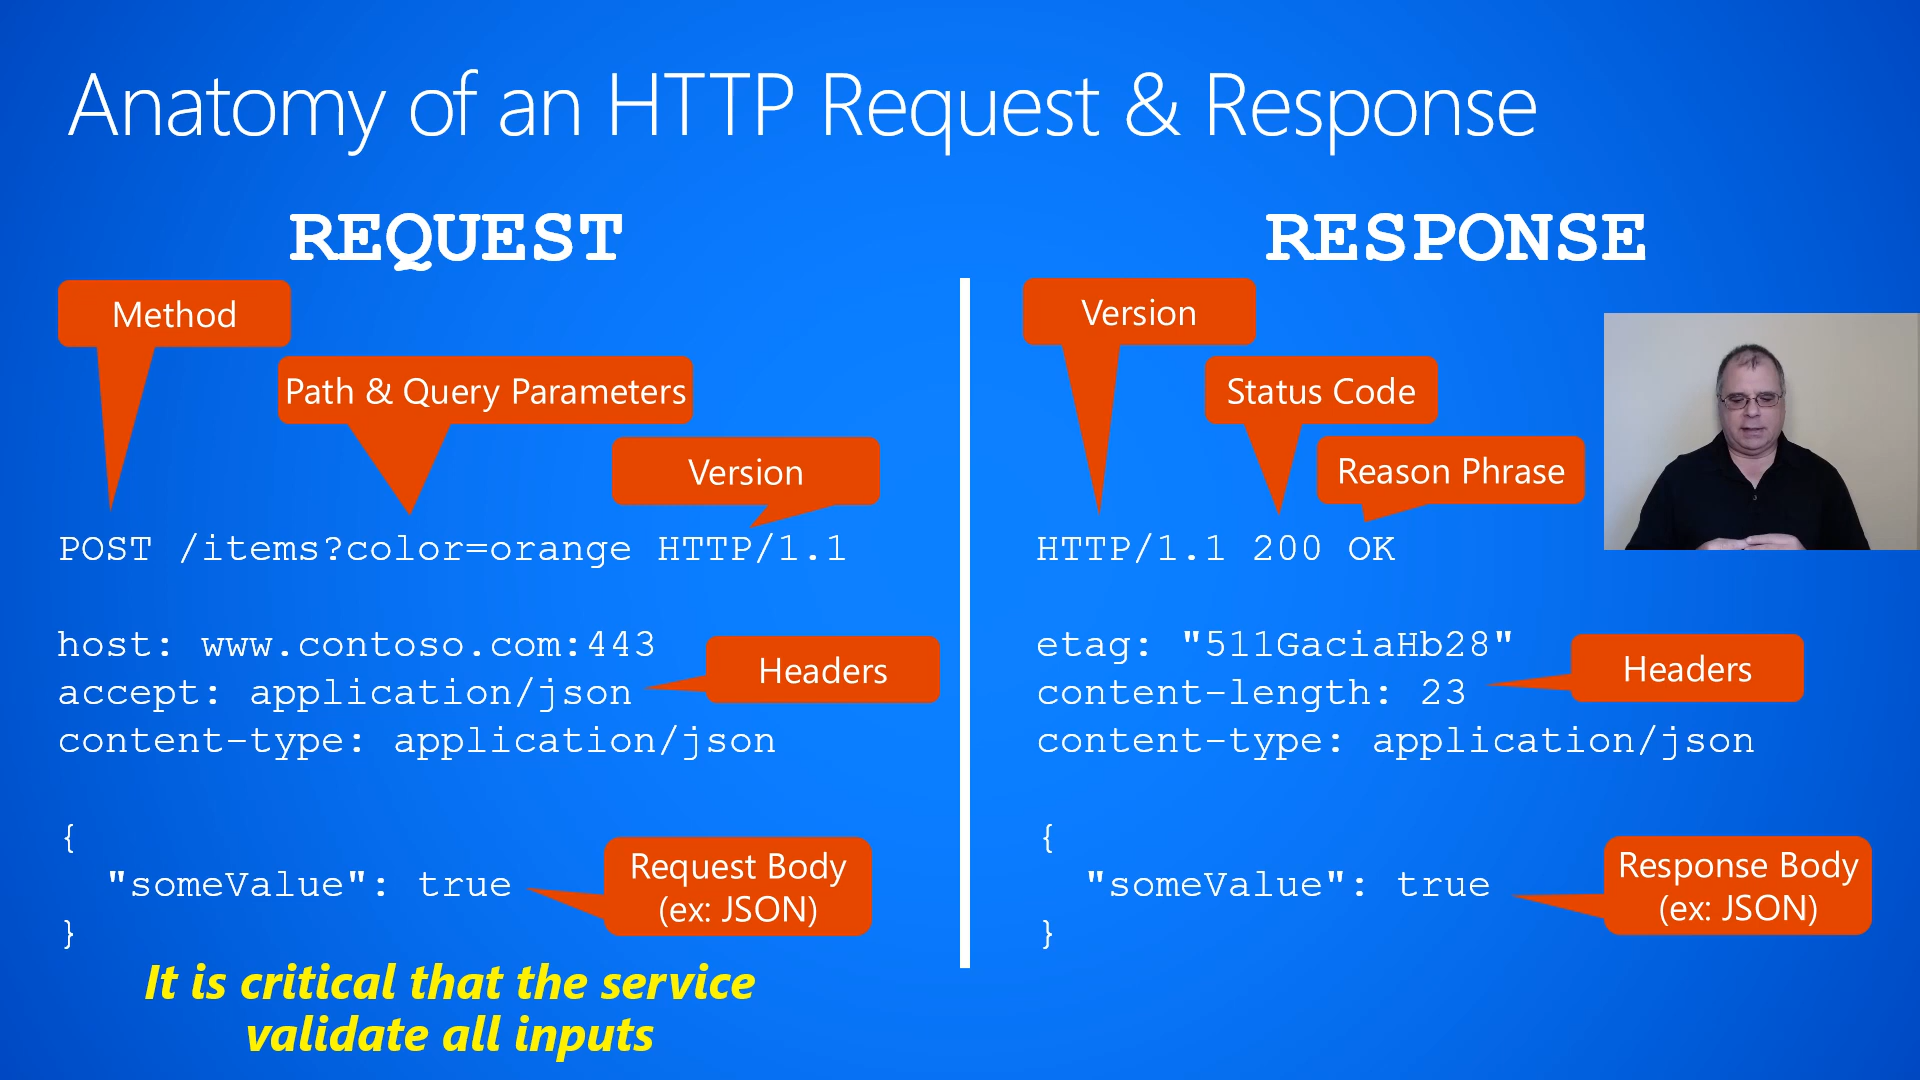 Anatomy of an HTTP Request & Response
REQUEST
Method
Path & Query Parameters
Version
POST /items?color=orange HTTP/1.1
host: www.contoso.com:443
accept: application/json
content-type: application/json
Headers
{
"someValue": true
}
Request Body
(ex: JSON)
It is critical that the service
validate all inputs
RESPONSE
Version
Status Code
Reason Phrase
HTTP/1.1 200 OK
etag: "511GaciaHb28"
content-length: 23
content-type: application/json
Headers
{
"someValue": true
}
Response Body
(ex: JSON)